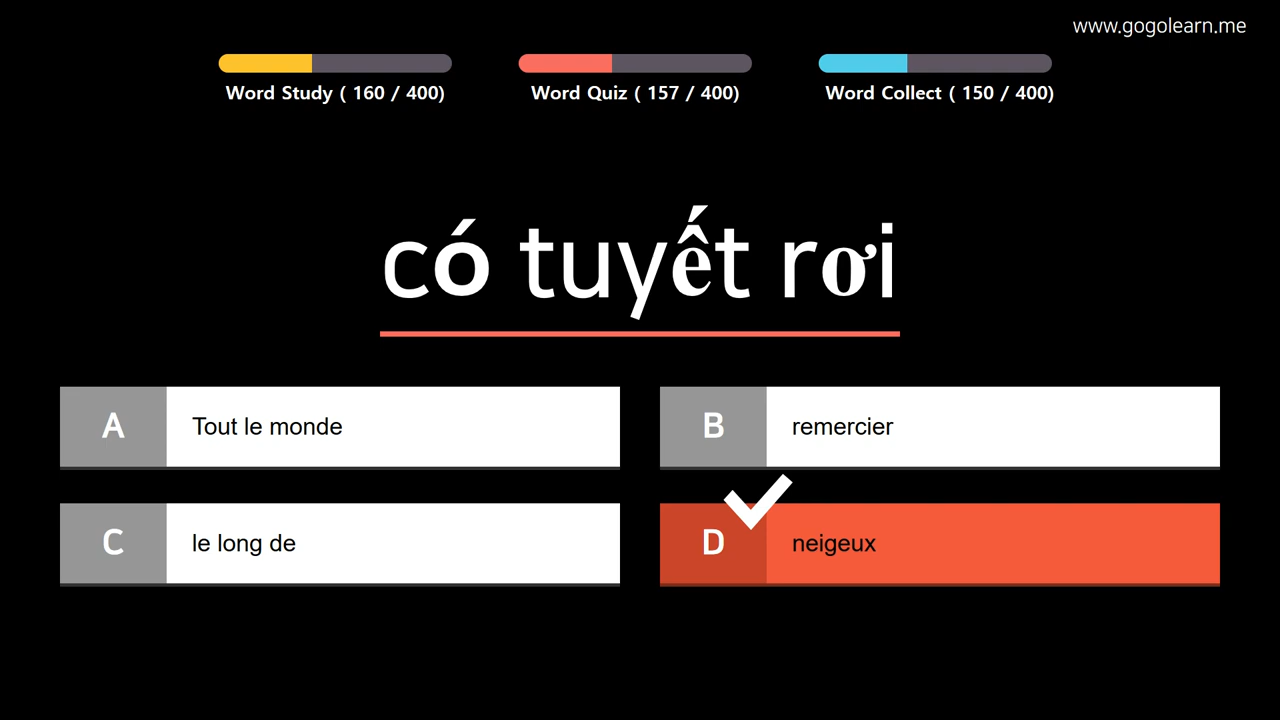 www.gogolearn.me
Word Study ( 160 / 400)
Word Quiz ( 157 / 400)
Word Collect ( 150 / 400)
có tuyết rơi
A Tout le monde
B remercier
C le long de
D neigeux